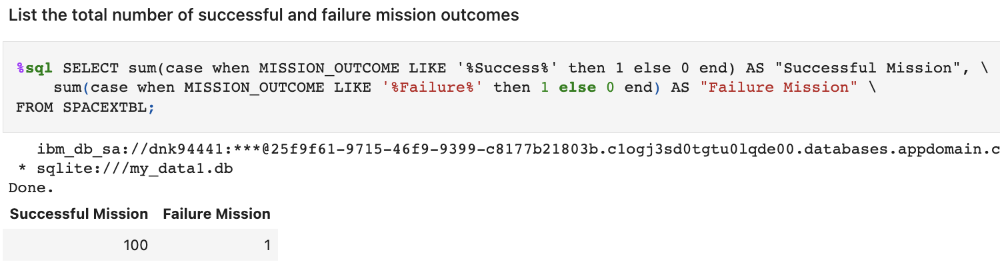 List the total number of successful and failure mission outcomes
%sql SELECT sum(case when MISSION_OUTCOME LIKE '%Success%' then 1 else 0 end) AS "Successful Mission", \
sum(case when MISSION_OUTCOME LIKE '%Failure%' then 1 else 0 end) AS "Failure Mission" \
FROM SPACEXTBL;
ibm_db_sa://dnk94441:***@25f9f61-9715-46f9-9399-c8177b21803b.c1ogj3sd0tgtu0lqde00.databases.appdomain.c
* sqlite:///my_data1.db
Done.
Successful Mission Failure Mission
100 1